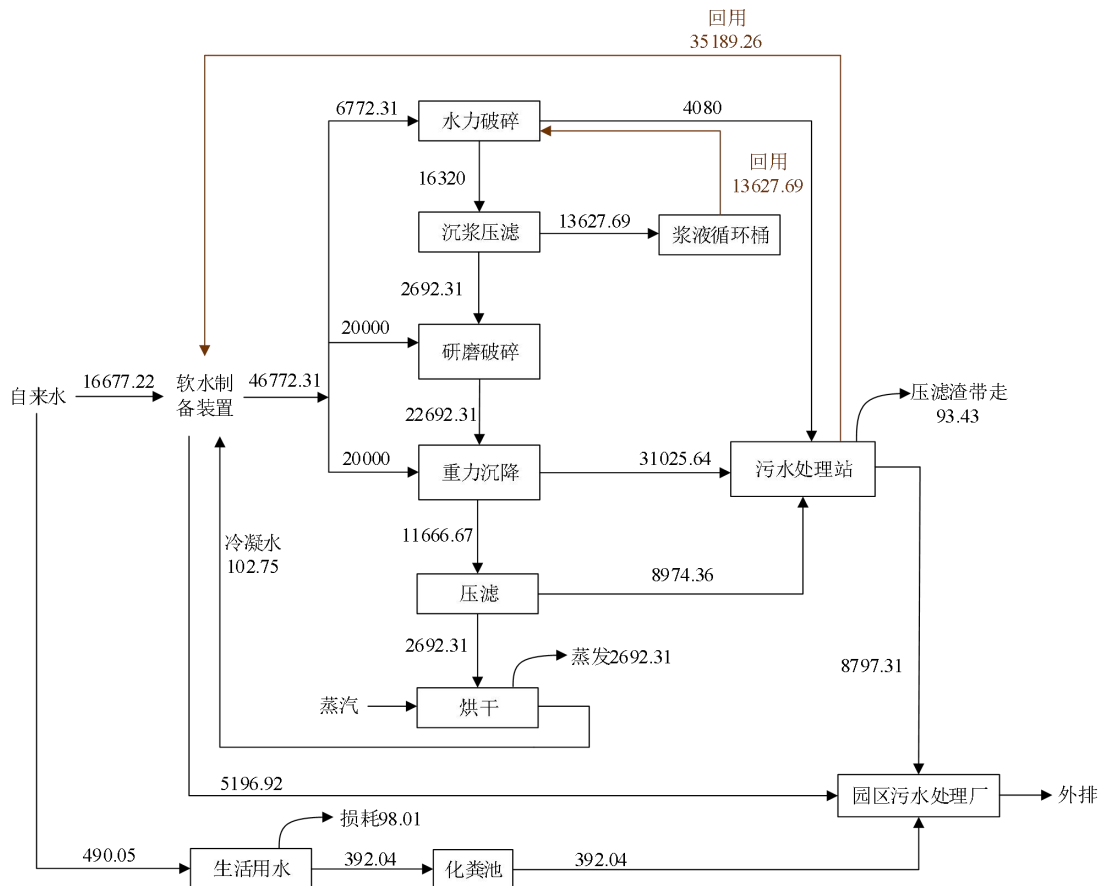 回用
35189.26
6772.31
水力破碎
4080
回用
13627.69
16320
沉浆压滤
13627.69
浆液循环桶
2692.31
20000
研磨破碎
自来水
16677.22
软水制
备装置
46772.31
压滤渣带走
93.43
22692.31
20000
重力沉降
31025.64
污水处理站
冷凝水
102.75
11666.67
压滤
8974.36
2692.31
蒸发2692.31
8797.31
蒸汽
烘干
5196.92
园区污水处理厂
外排
损耗98.01
490.05
生活用水
392.04
化粪池
392.04